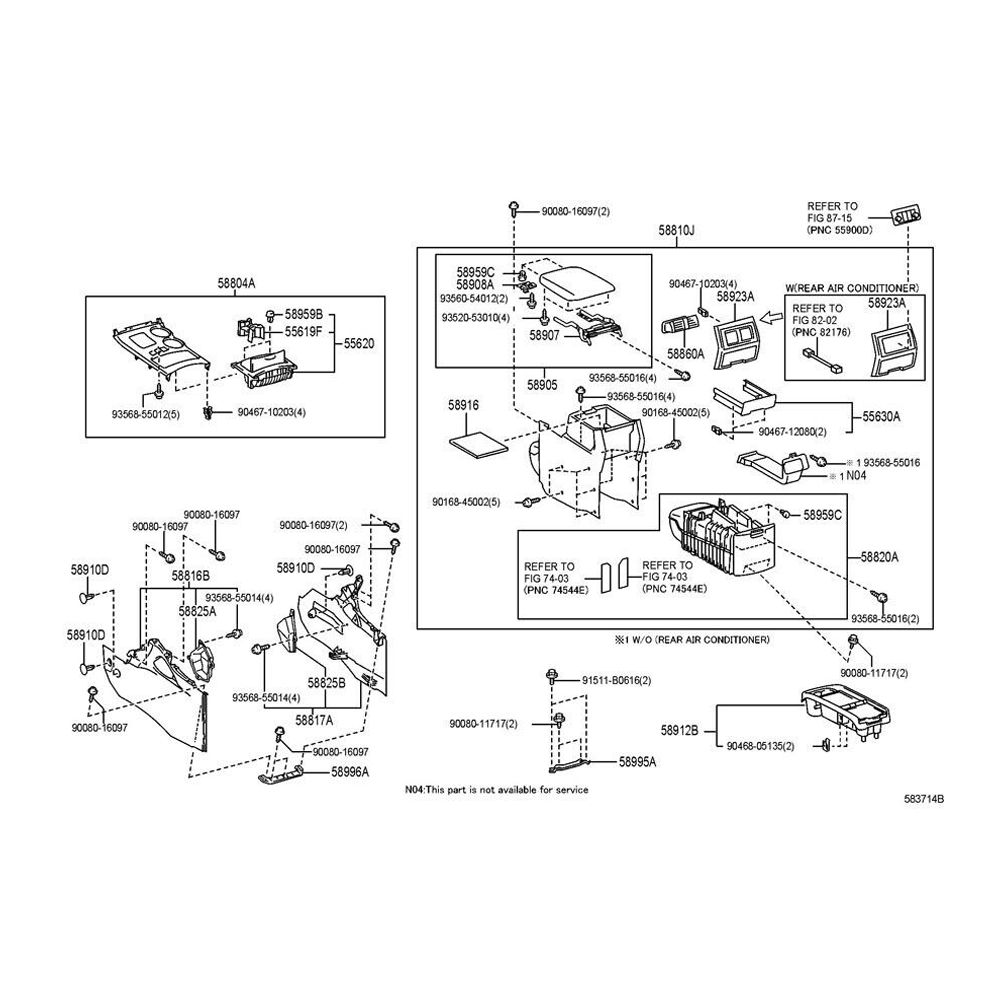 90080-16097(2)
REFER TO
FIG 87-15
(PNC 55900D)
58810J
58804A
58959B
55619F
55620
93568-55012(5)
90467-10203(4)
58959C
58908A
93560-54012(2)
93520-53010(4)
58907
58905
90467-10203(4)
58923A
58860A
W(REAR AIR CONDITIONER)
REFER TO
FIG 82-02
(PNC 82176)
58923A
93568-55016(4)
93568-55016(4)
90168-45002(5)
58916
55630A
90467-12080(2)
※1 93568-55016
※1 N04
90168-45002(5)
58959C
58820A
REFER TO
FIG 74-03
(PNC 74544E)
REFER TO
FIG 74-03
(PNC 74544E)
93568-55016(2)
※1 W/O (REAR AIR CONDITIONER)
90080-16097
90080-16097
90080-16097(2)
90080-16097
58910D
58816B
58910D
93568-55014(4)
58825A
58910D
90080-16097
58825B
93568-55014(4)
58817A
90080-16097
58996A
91511-B0616(2)
90080-11717(2)
58995A
90080-11717(2)
58912B
90468-05135(2)
N04:This part is not available for service
583714B